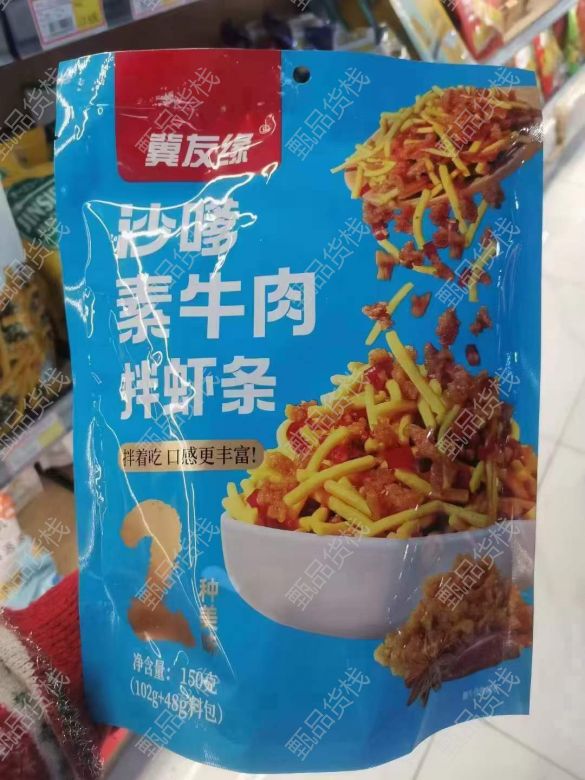 冀友缘
沙嗲
素牛肉
拌虾条
拌着吃 口感更丰富!
2
种美味
净含量: 150克
(102g+48g料包)
甄品货栈